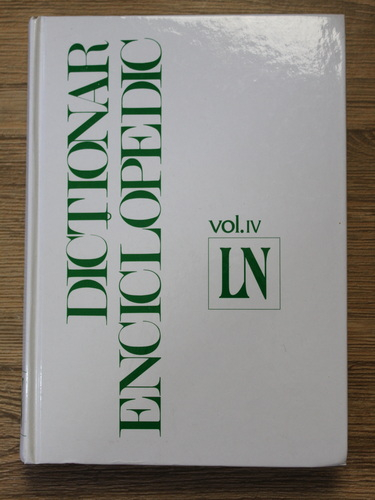 DICȚIONAR
ENCICLOPEDIC
vol. IV
LN